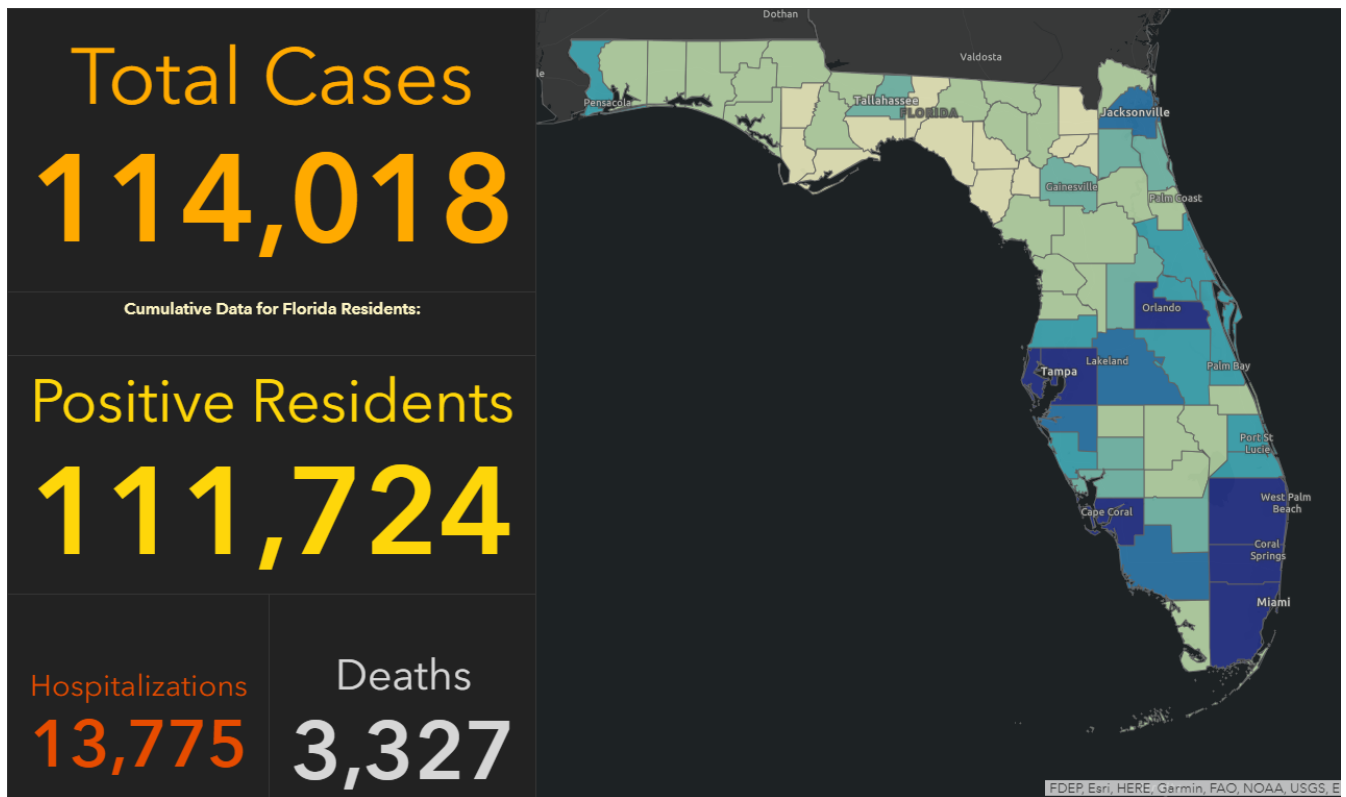 Total Cases
114,018
Cumulative Data for Florida Residents:
Positive Residents
111,724
Hospitalizations
13,775
Deaths
3,327
Dothan
Valdosta
le
Pensacola
Tallahassee
FLORIDA
Jacksonville
Gainesville
Palm Coast
Orlando
Lakeland
Tampa
Palm Bay
Port St
Lucie
Cape Coral
West Palm
Beach
Coral
Springs
Miami
FDEP, Esri, HERE, Garmin, FAO, NOAA, USGS, E